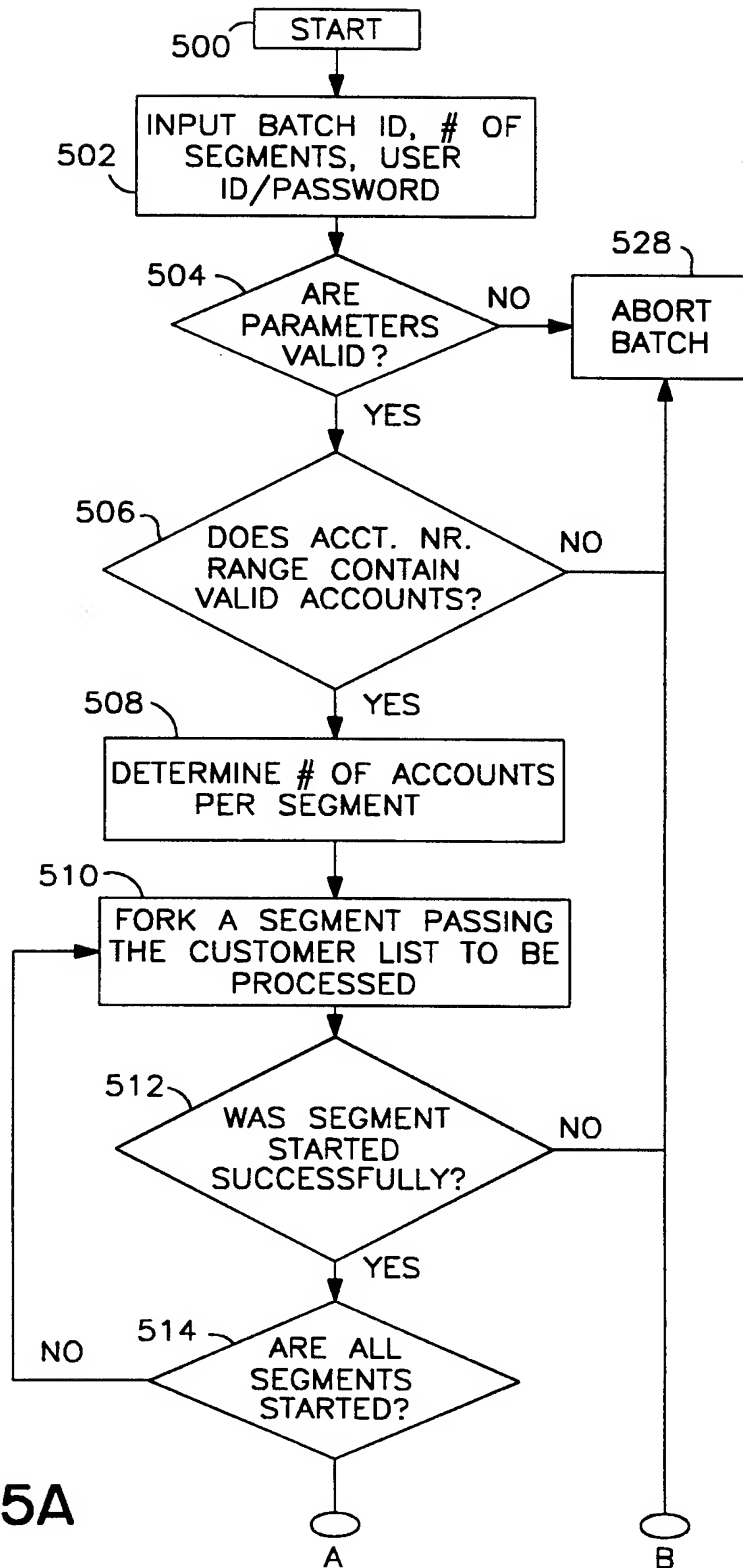 500
START
502
INPUT BATCH ID, # OF
SEGMENTS, USER
ID/PASSWORD
504
ARE
PARAMETERS
VALID?
NO
528
ABORT
BATCH
YES
506
DOES ACCT. NR.
RANGE CONTAIN
VALID ACCOUNTS?
NO
YES
508
DETERMINE # OF ACCOUNTS
PER SEGMENT
510
FORK A SEGMENT PASSING
THE CUSTOMER LIST TO BE
PROCESSED
512
WAS SEGMENT
STARTED
SUCCESSFULLY?
NO
YES
514
ARE ALL
SEGMENTS
STARTED?
NO
5A
A
B